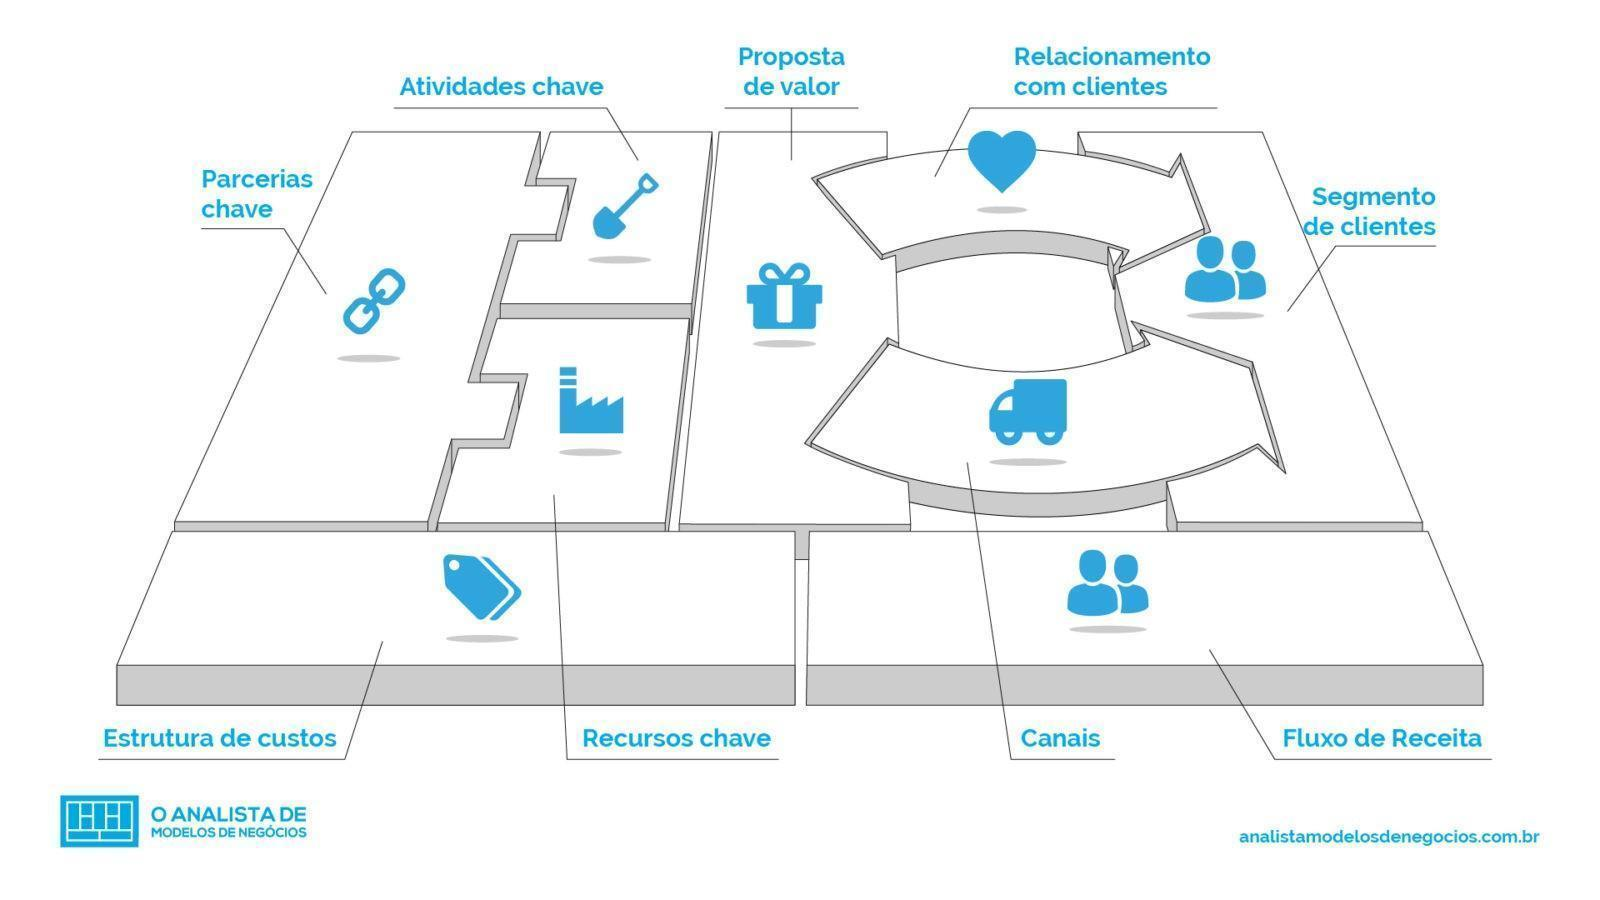 Proposta
de valor
Relacionamento
com clientes
Atividades chave
Parcerias
chave
Segmento
de clientes
Estrutura de custos
Recursos chave
Canais
Fluxo de Receita
O ANALISTA DE
MODELOS DE NEGÓCIOS
analistamodelosdenegocios.com.br